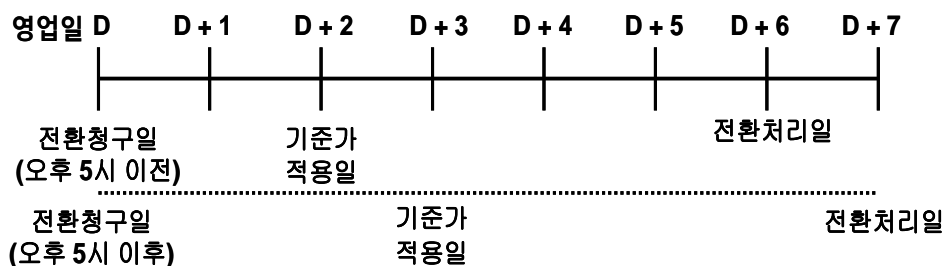 영업일 D D + 1 D + 2 D + 3 D + 4 D + 5 D + 6 D + 7
전환청구일 기준가 전환처리일
(오후 5시 이전) 적용일
전환청구일 기준가 전환처리일
(오후 5시 이후) 적용일